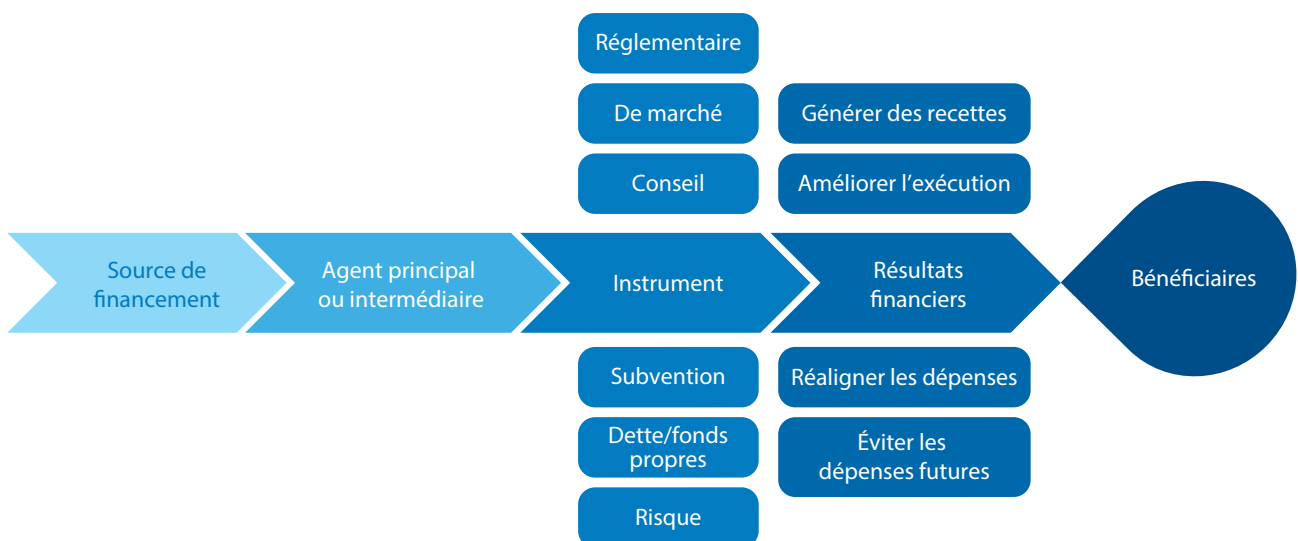 Réglementaire
De marché
Générer des recettes
Conseil
Améliorer l’exécution
Source de
financement
Agent principal
ou intermédiaire
Instrument
Résultats
financiers
Bénéficiaires
Subvention
Réaligner les dépenses
Dette/fonds
propres
Éviter les
dépenses futures
Risque